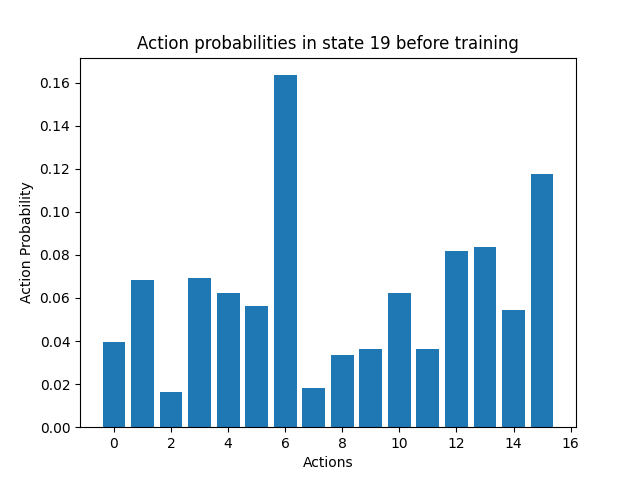 Action probabilities in state 19 before training
0.16
0.14
0.12
0.10
0.08
0.06
0.04
0.02
0.00
Action Probability
0 2 4 6 8 10 12 14 16
Actions